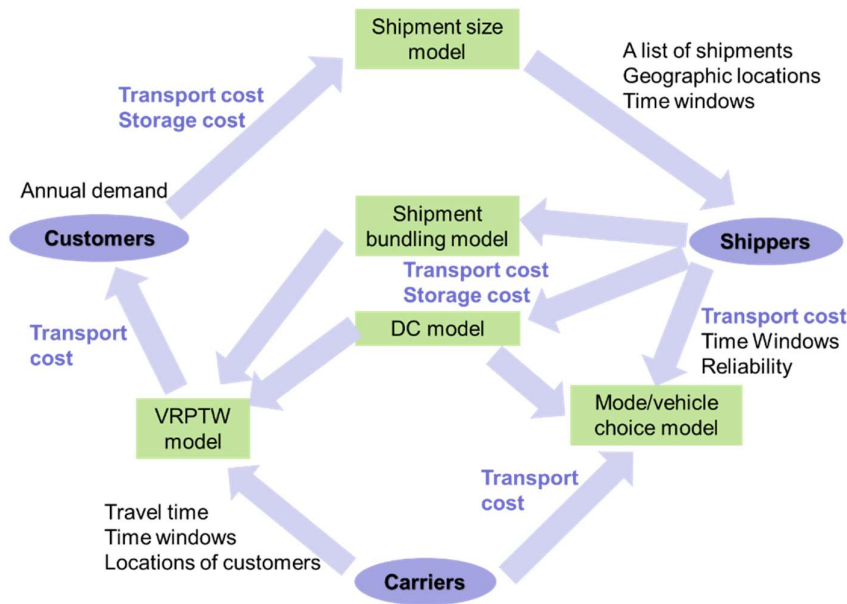 Shipment size
model
A list of shipments
Geographic locations
Time windows
Transport cost
Storage cost
Annual demand
Customers
Shipment
bundling model
Shippers
Transport cost
Storage cost
DC model
Transport cost
Time Windows
Reliability
Transport
cost
VRPTW
model
Mode/vehicle
choice model
Transport
cost
Travel time
Time windows
Locations of customers
Carriers